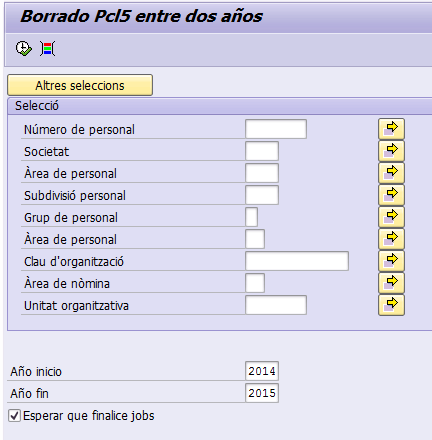 Borrado Pcl5 entre dos años
Altres seleccions
Selecció
Número de personal
Societat
Àrea de personal
Subdivisió personal
Grup de personal
Àrea de personal
Clau d'organització
Àrea de nòmina
Unitat organitzativa
Año inicio 2014
Año fin 2015
Esperar que finalice jobs